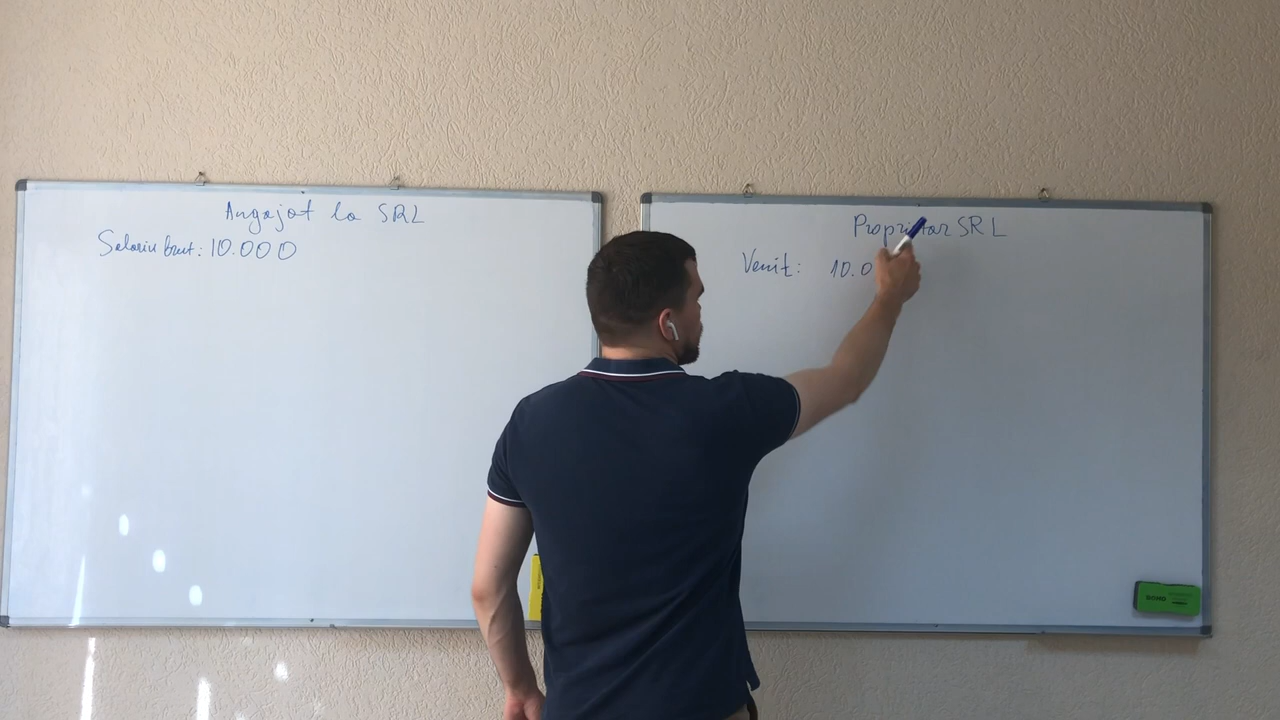 Angajat la SRL
Salariu brut: 10.000
Proprietar SRL
Venit: 10.0